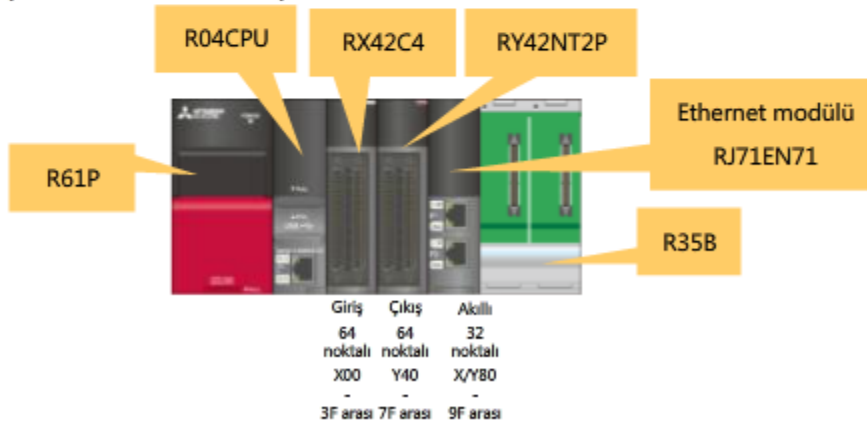 R04CPU
RX42C4
RY42NT2P
Ethernet modülü
RJ71EN71
R61P
R35B
Giriş Çıkış Akıllı
64 64 32
noktalı noktalı noktalı
X00 Y40 X/Y80
- - -
3F arası 7F arası 9F arası